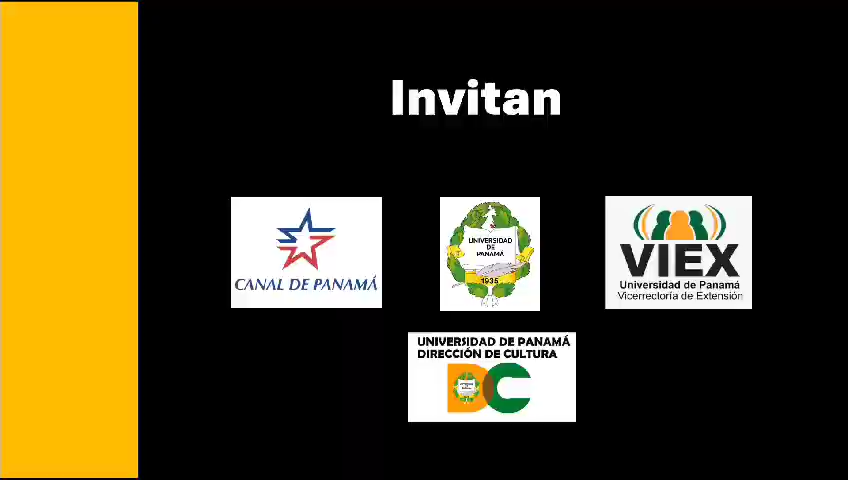 Invitan
CANAL DE PANAMÁ
UNIVERSIDAD
DE
PANAMÁ
1935
VIEX
Universidad de Panamá
Vicerrectoría de Extensión
UNIVERSIDAD DE PANAMÁ
DIRECCIÓN DE CULTURA
DC